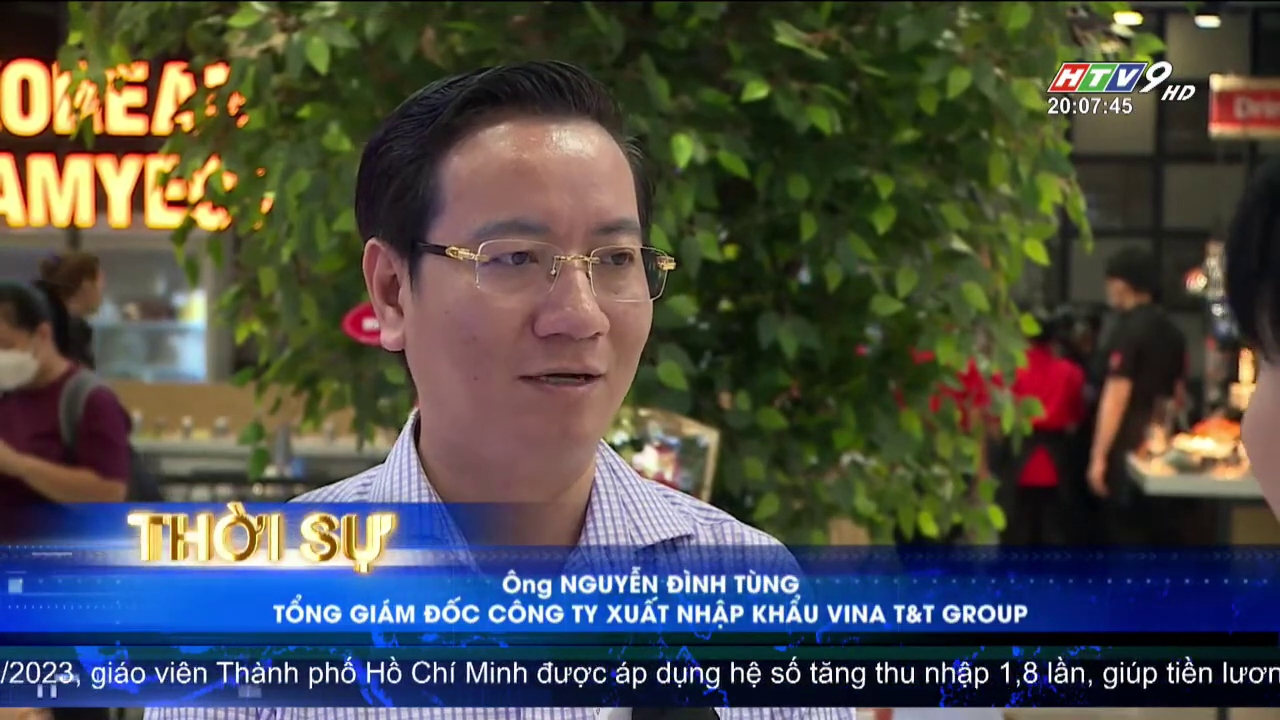 HTV9 HD
20:07:45
THỜI SỰ
Ông NGUYỄN ĐÌNH TÙNG
TỔNG GIÁM ĐỐC CÔNG TY XUẤT NHẬP KHẨU VINA T&T GROUP
/2023, giáo viên Thành phố Hồ Chí Minh được áp dụng hệ số tăng thu nhập 1,8 lần, giúp tiền lươn